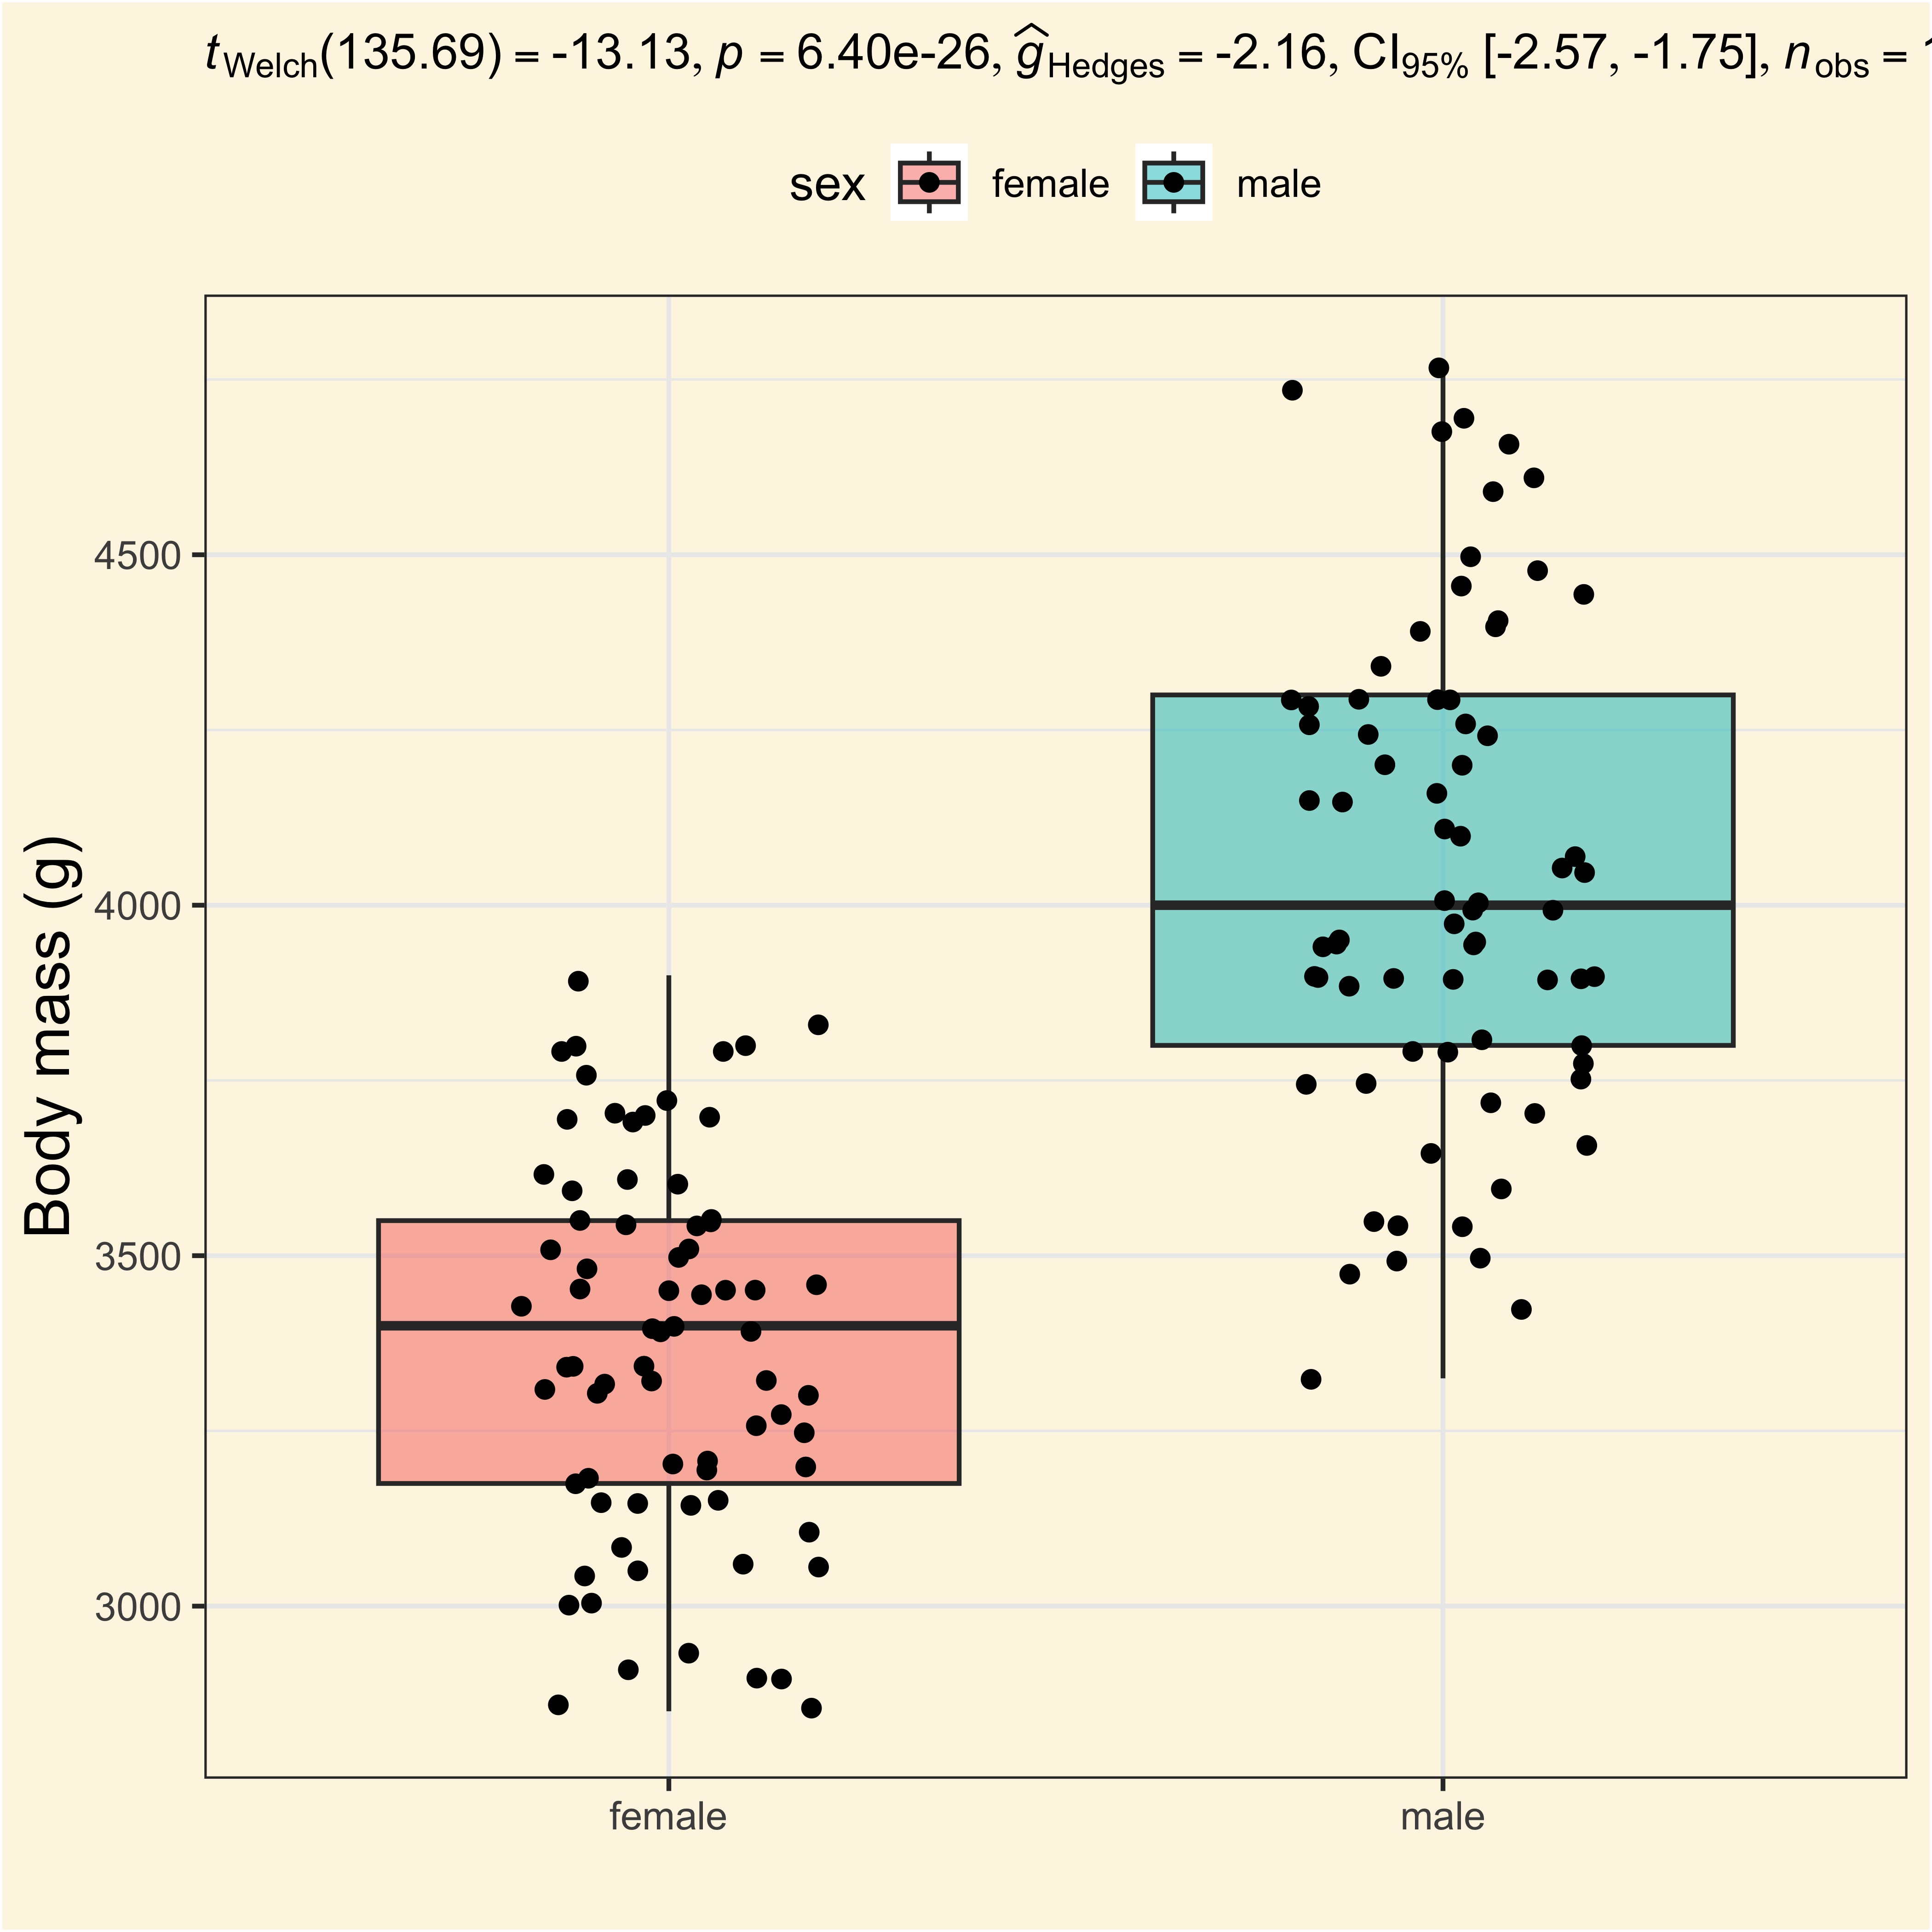 tWelch(135.69) = -13.13, p = 6.40e-26, ĝHedges = -2.16, CI95% [-2.57, -1.75], nobs =
sex female male
Body mass (g)
4500
4000
3500
3000
female male